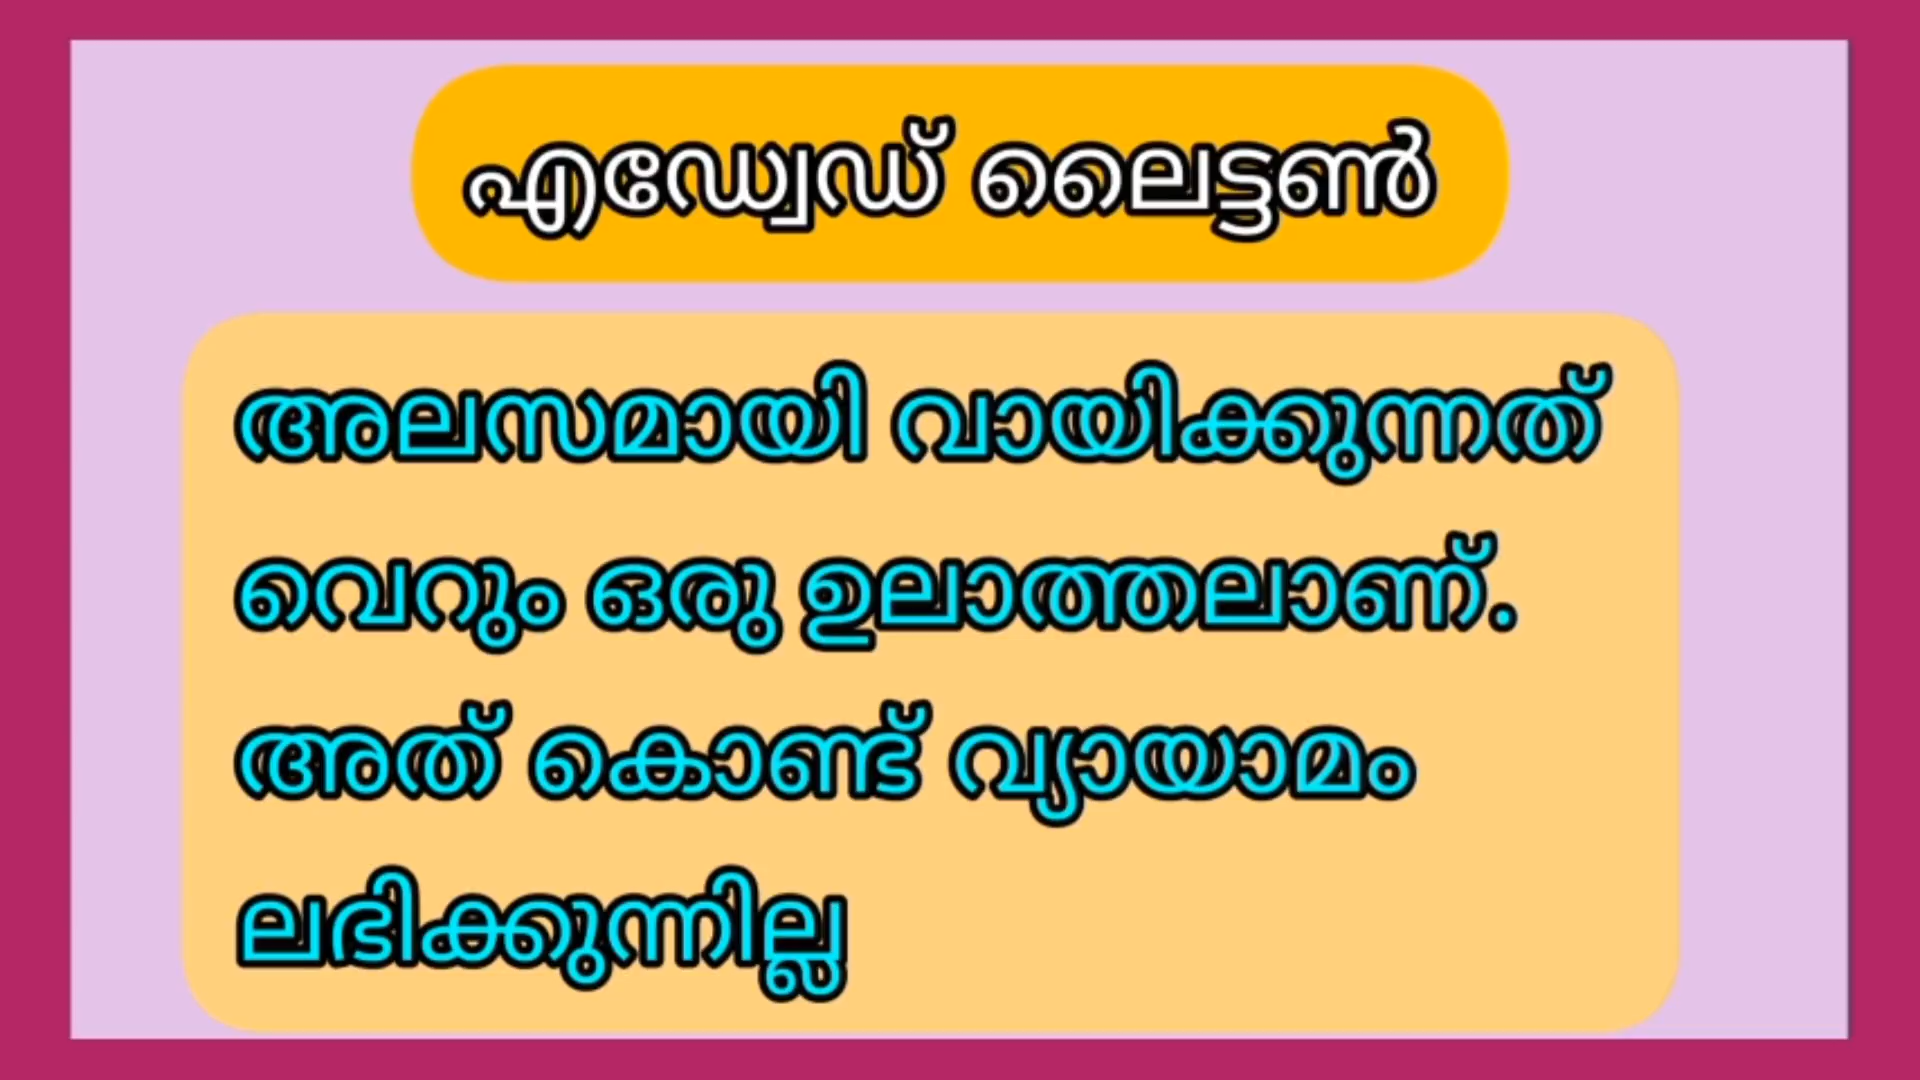 എഡ്വേഡ് ലൈട്ടൺ
അലസമായി വായിക്കുന്നത്
വെറും ഒരു ഉലാത്തലാണ്.
അത് കൊണ്ട് വ്യായാമം
ലഭിക്കുന്നില്ല